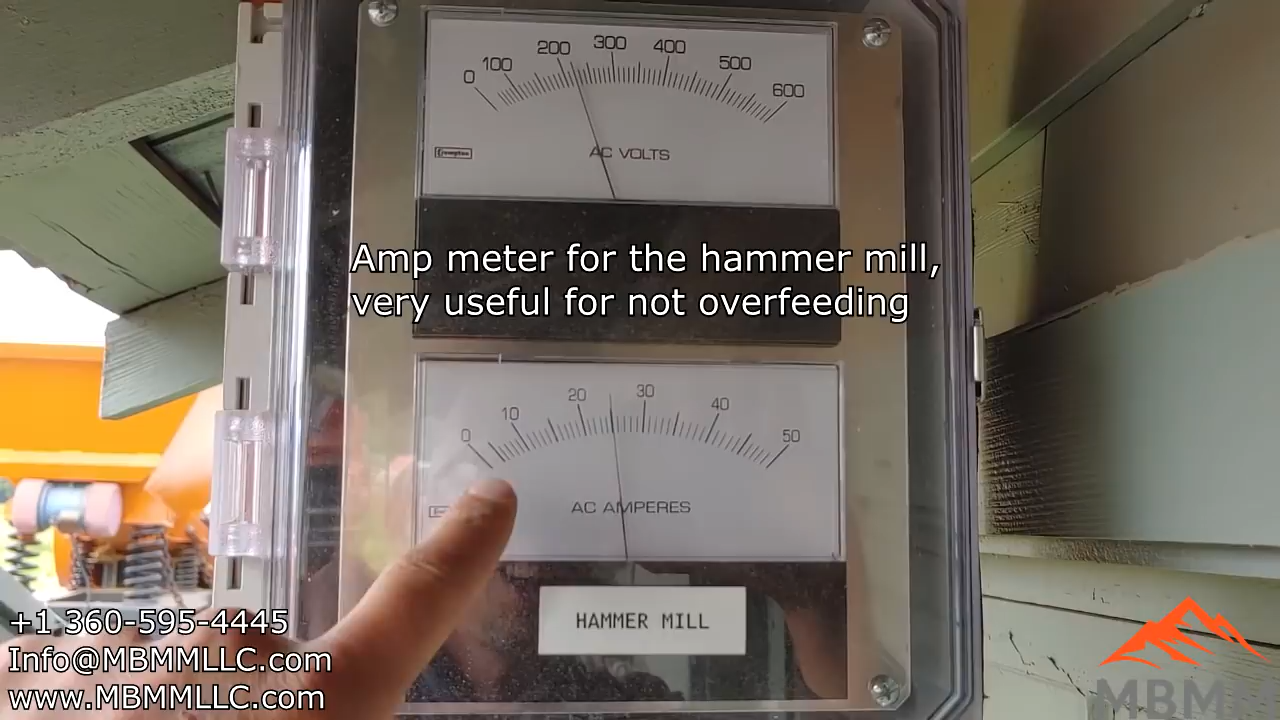 0 100 200 300 400 500 600
Crompton
AC VOLTS
Amp meter for the hammer mill,
very useful for not overfeeding
0 10 20 30 40 50
AC AMPERES
HAMMER MILL
+1 360-595-4445
Info@MBMMLLC.com
www.MBMMLLC.com
MBMM